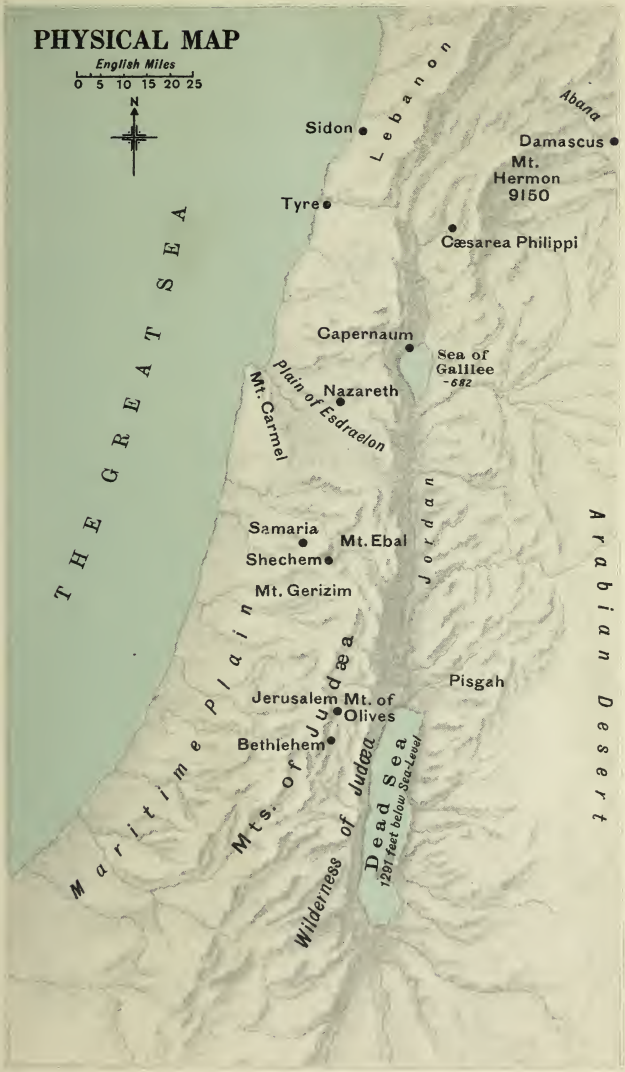 PHYSICAL MAP
English Miles
0 5 10 15 20 25
N
Lebanon
Abana
Sidon
Damascus
Mt.
Hermon
9150
Tyre
Cæsarea Philippi
THE GREAT SEA
Capernaum
Sea of
Galilee
-682
Plain of Esdraelon
Nazareth
Mt. Carmel
Jordan
Arabian Desert
Samaria
Mt. Ebal
Shechem
Mt. Gerizim
Maritime Plain
Mts. of Judæa
Pisgah
Jerusalem
Mt. of
Olives
Bethlehem
Wilderness of Judæa
Dead Sea
1291 feet below Sea-Level